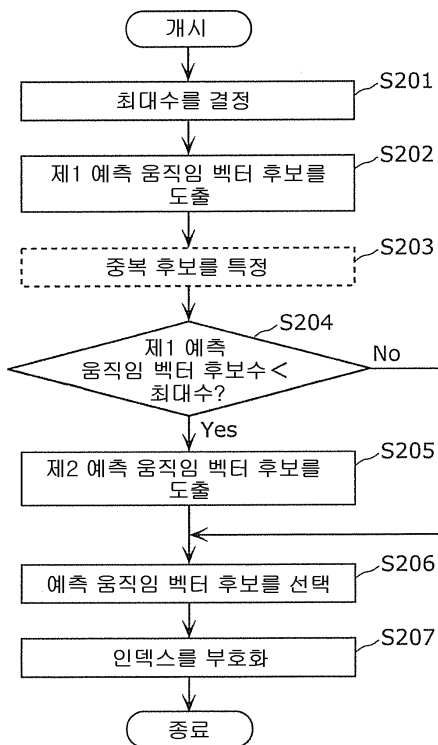 개시
S201
최대수를 결정
S202
제1 예측 움직임 벡터 후보를
도출
S203
중복 후보를 특정
S204
제1 예측
움직임 벡터 후보수<
최대수?
No
Yes
S205
제2 예측 움직임 벡터 후보를
도출
S206
예측 움직임 벡터 후보를 선택
S207
인덱스를 부호화
종료